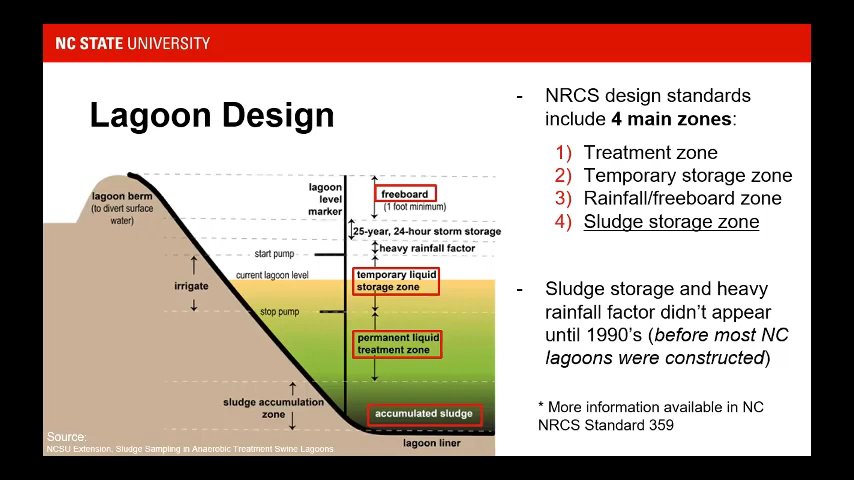 NC STATE UNIVERSITY
Lagoon Design
lagoon berm
(to divert surface
water)
lagoon
level
marker
freeboard
(1 foot minimum)
25-year, 24-hour storm storage
heavy rainfall factor
start pump
current lagoon level
temporary liquid
storage zone
irrigate
stop pump
permanent liquid
treatment zone
sludge accumulation
zone
accumulated sludge
lagoon liner
Source:
NCSU Extension, Sludge Sampling in Anaerobic Treatment Swine Lagoons
- NRCS design standards
include 4 main zones:
1) Treatment zone
2) Temporary storage zone
3) Rainfall/freeboard zone
4) Sludge storage zone
- Sludge storage and heavy
rainfall factor didn't appear
until 1990's (before most NC
lagoons were constructed)
* More information available in NC
NRCS Standard 359